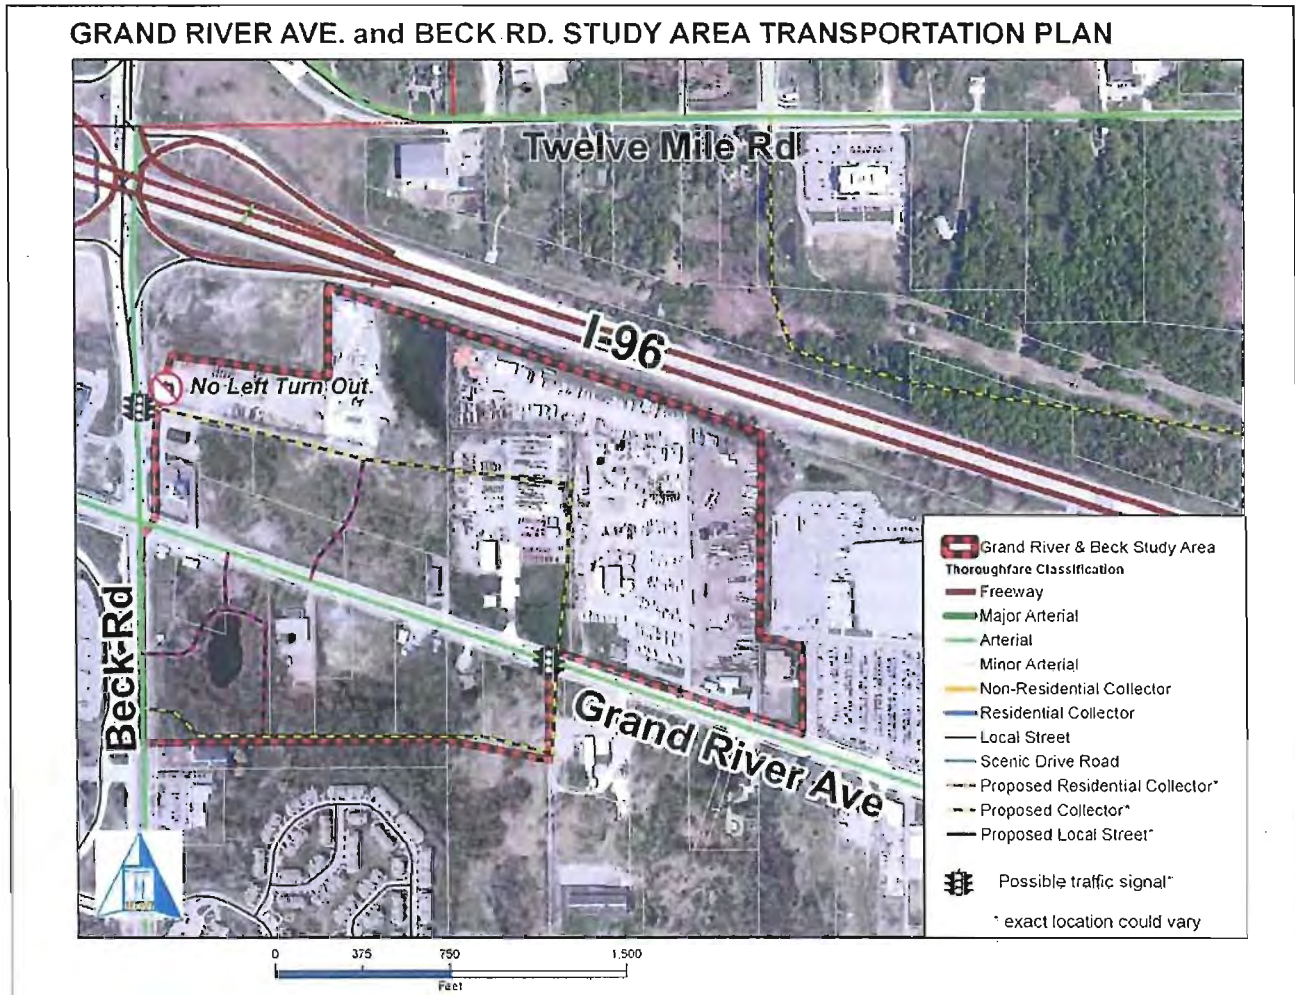 GRAND RIVER AVE. and BECK RD. STUDY AREA TRANSPORTATION PLAN
Twelve Mile Rd
I-96
No Left Turn Out.
Beck Rd
Grand River Ave
Grand River & Beck Study Area
Thoroughfare Classification
Freeway
Major Arterial
Arterial
Minor Arterial
Non-Residential Collector
Residential Collector
Local Street
Scenic Drive Road
Proposed Residential Collector*
Proposed Collector*
Proposed Local Street*
Possible traffic signal*
* exact location could vary
0 375 750 1,500
Feet